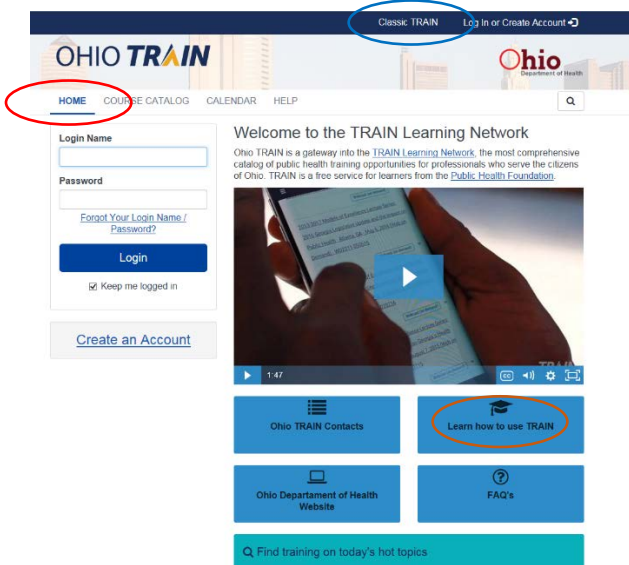 Classic TRAIN Log In or Create Account
OHIO TRAIN
Ohio
Department of Health
HOME COURSE CATALOG CALENDAR HELP
Login Name
Password
Forgot Your Login Name /
Password?
Login
Keep me logged in
Create an Account
Welcome to the TRAIN Learning Network
Ohio TRAIN is a gateway into the TRAIN Learning Network, the most comprehensive
catalog of public health training opportunities for professionals who serve the citizens
of Ohio. TRAIN is a free service for learners from the Public Health Foundation.
1:47
CC
Ohio TRAIN Contacts
Learn how to use TRAIN
Ohio Departament of Health
Website
FAQ's
Find training on today's hot topics